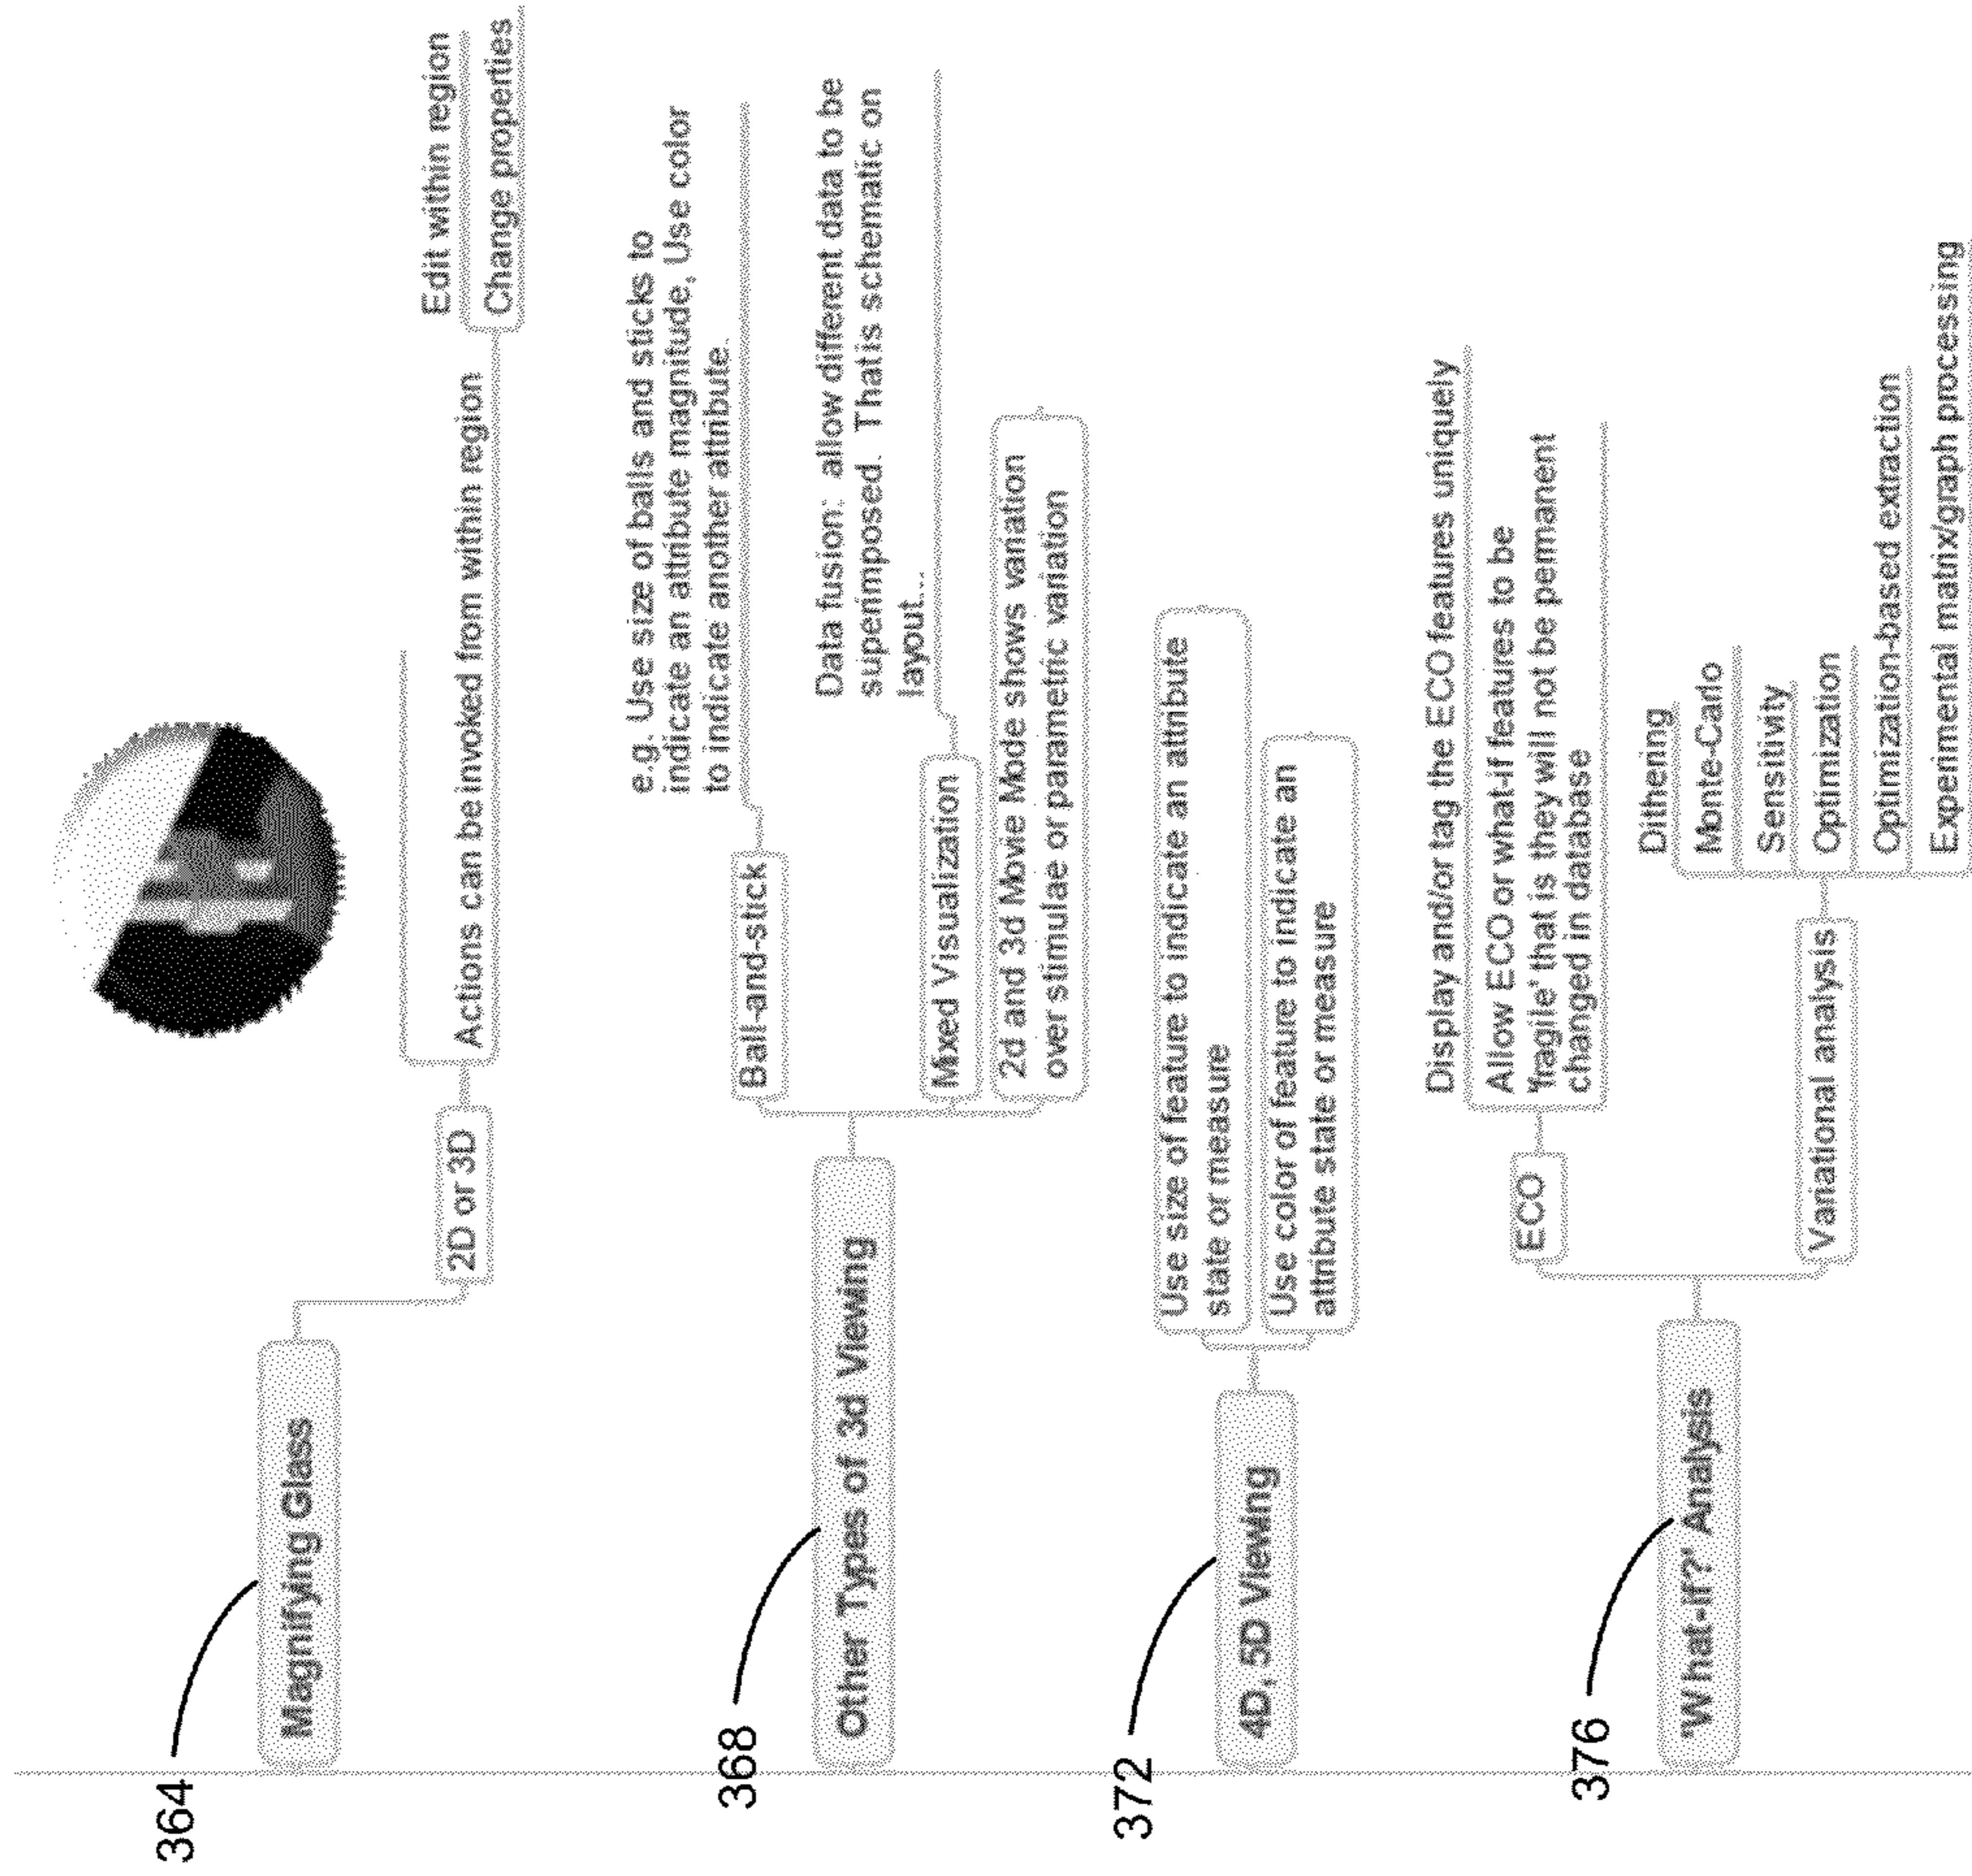 364
Magnifying Glass
2D or 3D
Actions can be invoked from within region
Edit within region
Change properties
368
Other Types of 3d Viewing
Ball-and-stick
e.g. Use size of balls and sticks to
indicate an attribute magnitude, Use color
to indicate another attribute.
Mixed Visualization
Data fusion: allow different data to be
superimposed. That is schematic on
layout...
2d and 3d Movie Mode shows variation
over stimulae or parametric variation
372
4D, 5D Viewing
Use size of feature to indicate an attribute
state or measure
Use color of feature to indicate an
attribute state or measure
376
'What-if?' Analysis
ECO
Display and/or tag the ECO features uniquely
Allow ECO or what-if features to be
'fragile' that is they will not be permanent
changed in database
Variational analysis
Dithering
Monte-Carlo
Sensitivity
Optimization
Optimization-based extraction
Experimental matrix/graph processing